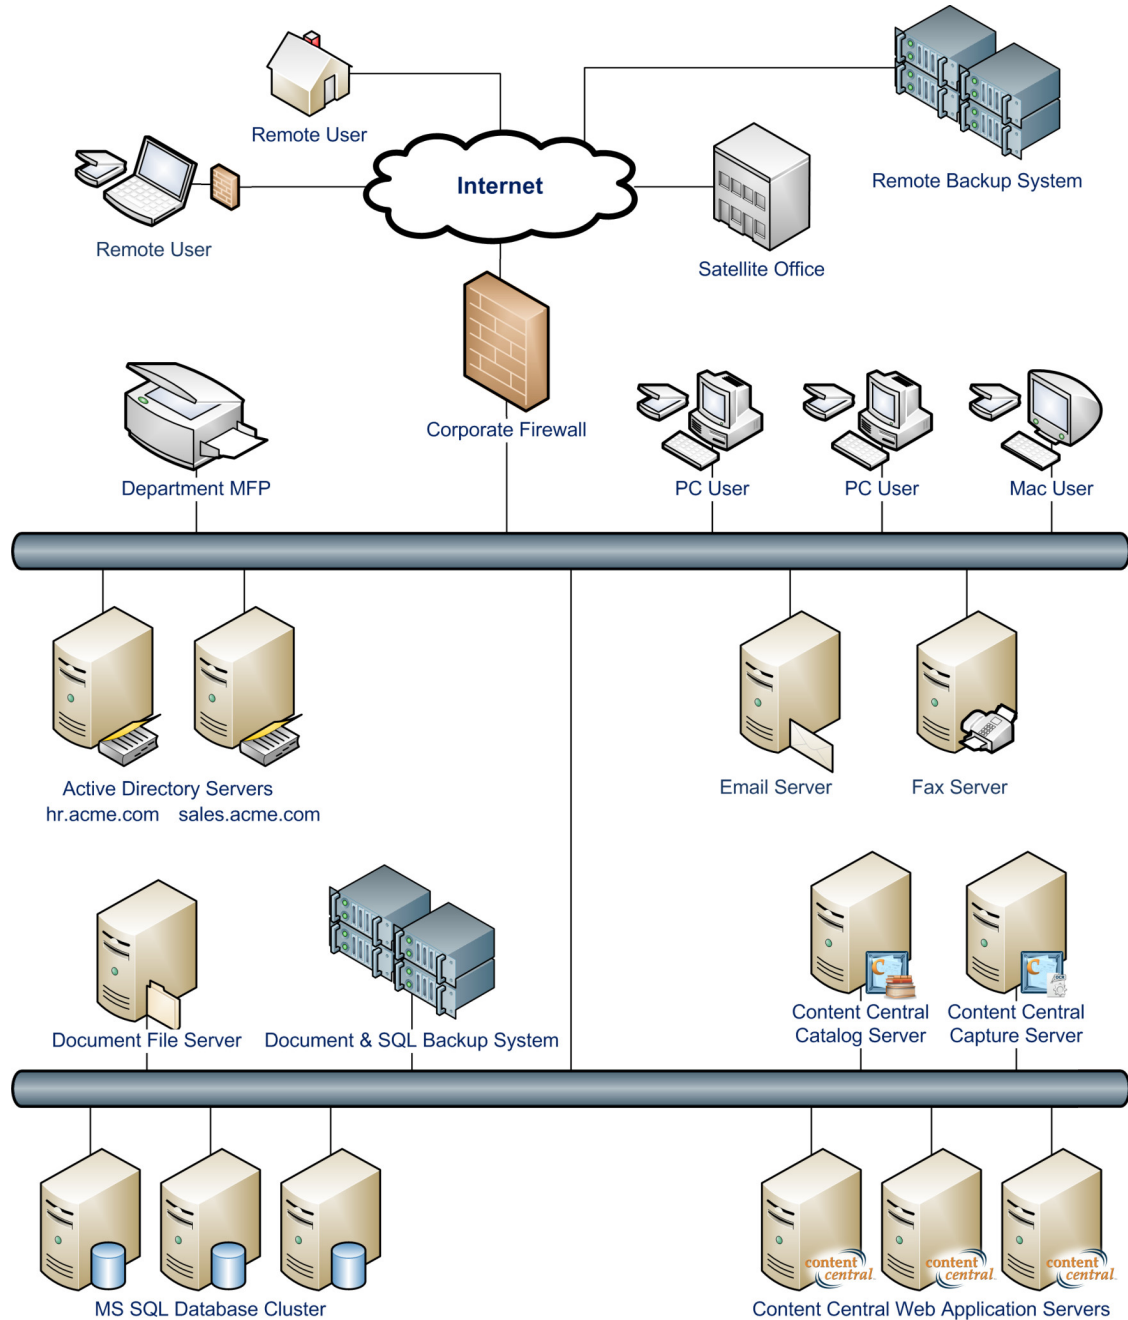 Remote User
Internet
Remote Backup System
Remote User
Satellite Office
Corporate Firewall
Department MFP
PC User
PC User
Mac User
Active Directory Servers
hr.acme.com
sales.acme.com
Email Server
Fax Server
Document File Server
Document & SQL Backup System
C
Content Central
Catalog Server
C
Content Central
Capture Server
MS SQL Database Cluster
content
central
content
central
content
central
Content Central Web Application Servers